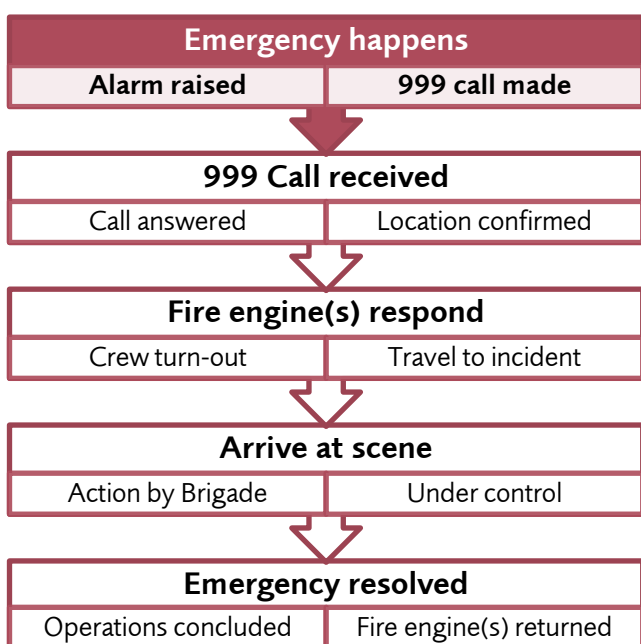 Emergency happens
Alarm raised
999 call made
999 Call received
Call answered
Location confirmed
Fire engine(s) respond
Crew turn-out
Travel to incident
Arrive at scene
Action by Brigade
Under control
Emergency resolved
Operations concluded
Fire engine(s) returned